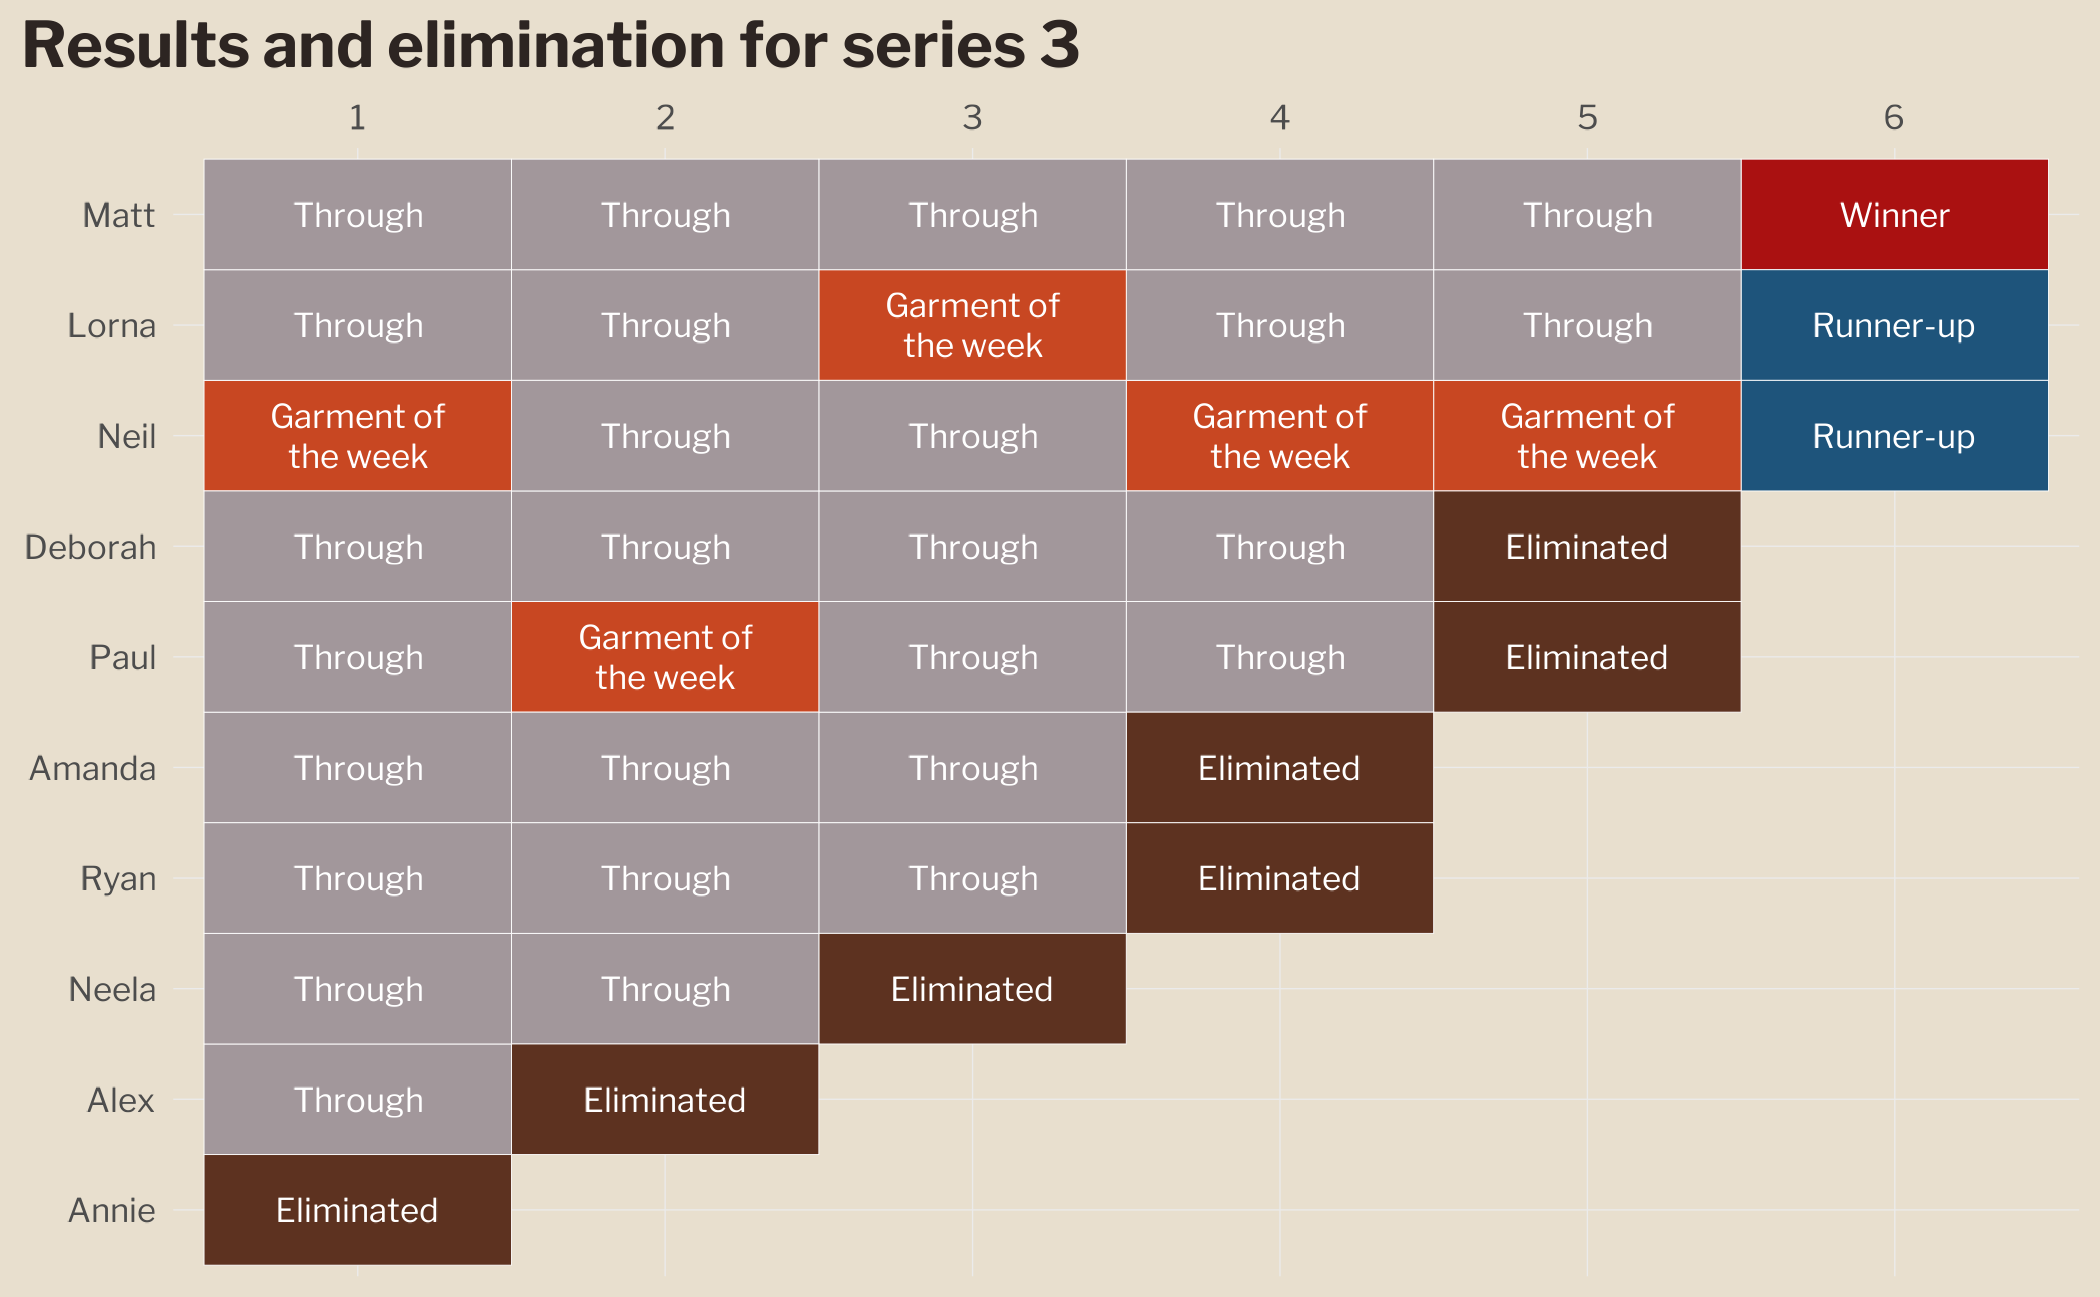 Results and elimination for series 3
1 2 3 4 5 6
Matt Through Through Through Through Through Winner
Lorna Through Through Garment of the week Through Through Runner-up
Neil Garment of the week Through Through Garment of the week Garment of the week Runner-up
Deborah Through Through Through Through Eliminated
Paul Through Garment of the week Through Through Eliminated
Amanda Through Through Through Eliminated
Ryan Through Through Through Eliminated
Neela Through Through Eliminated
Alex Through Eliminated
Annie Eliminated